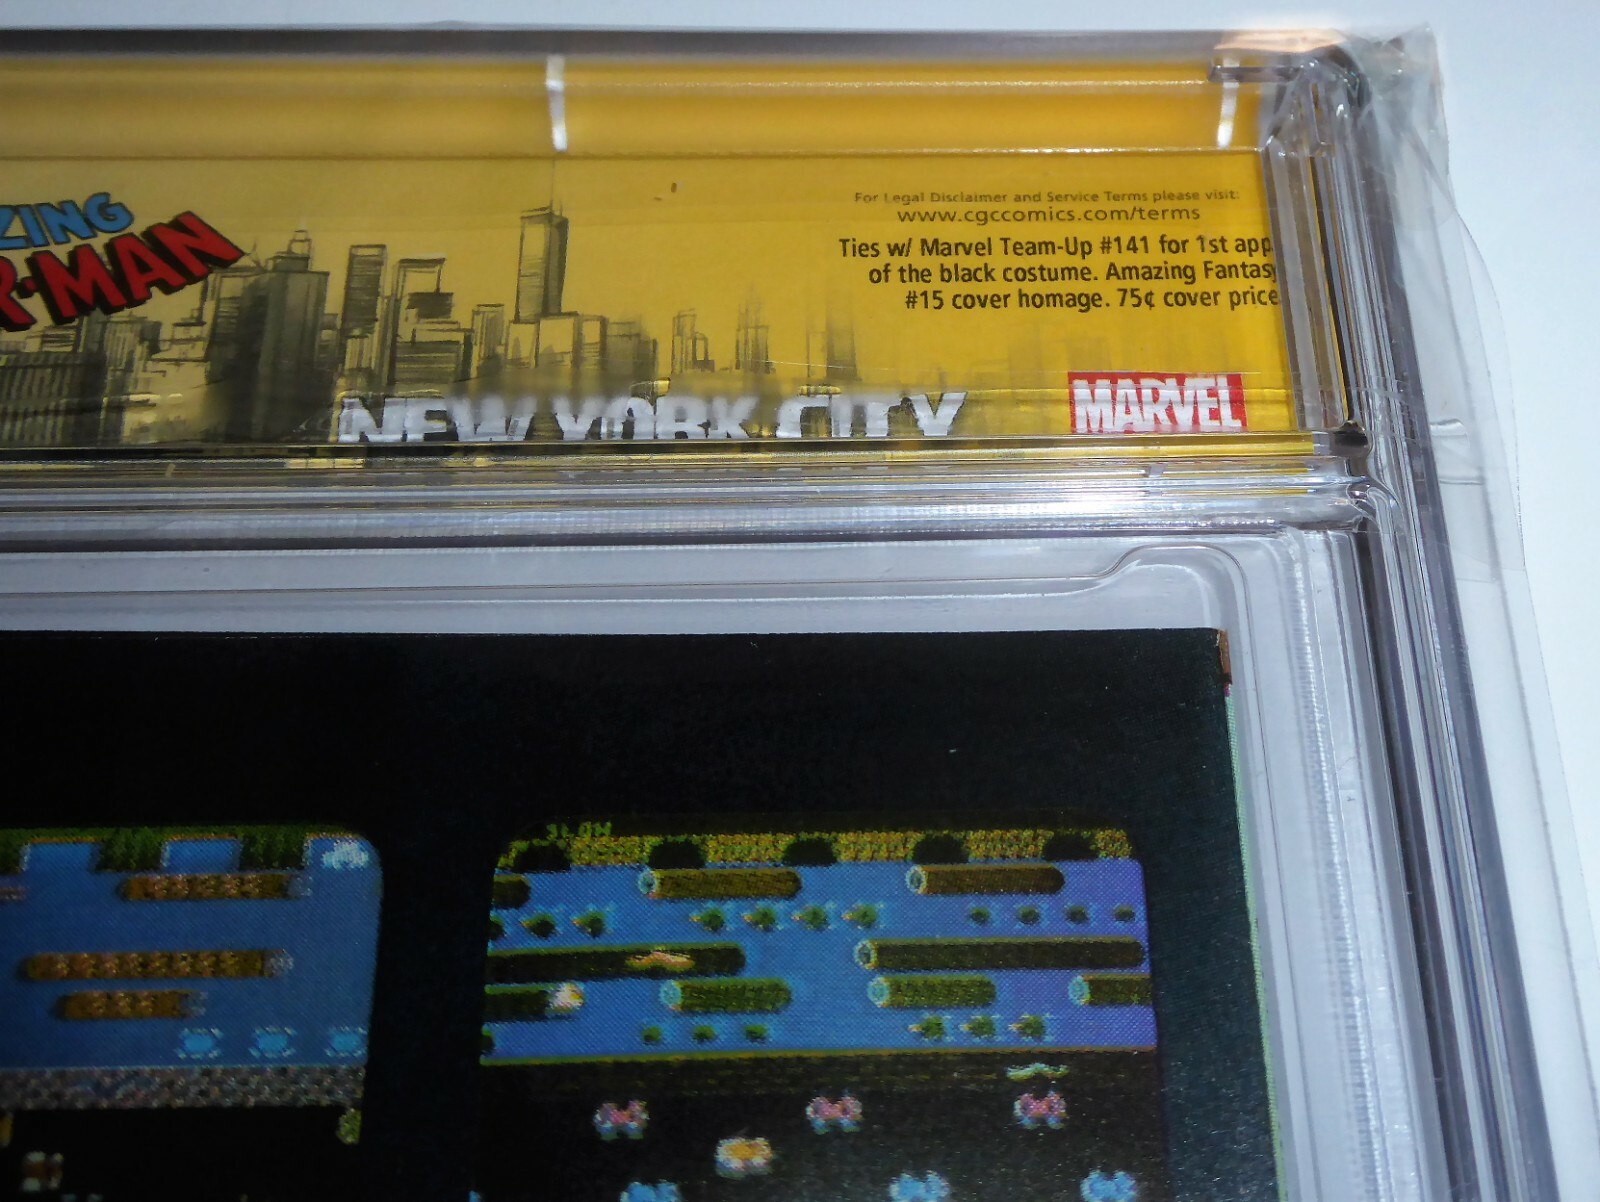 ZING
R-MAN
For Legal Disclaimer and Service Terms please visit:
www.cgccomics.com/terms
Ties w/ Marvel Team-Up #141 for 1st app
of the black costume. Amazing Fantasy
#15 cover homage. 75¢ cover price
NEW YORK CITY
MARVEL